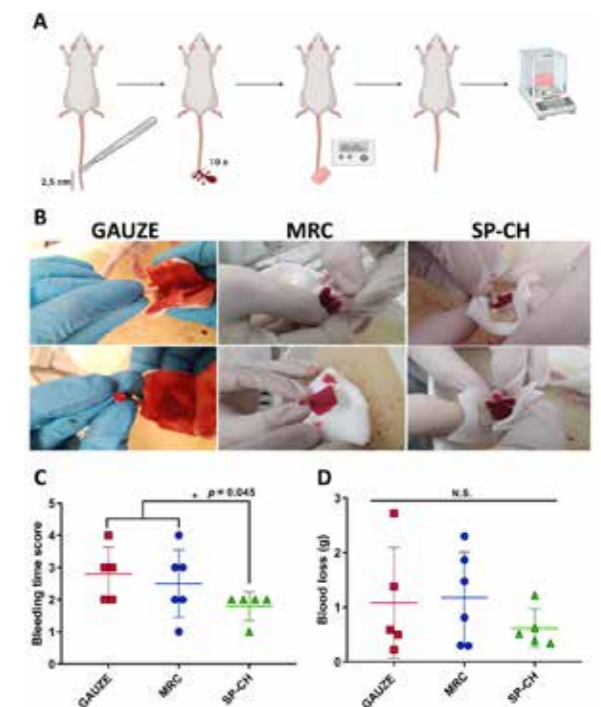 A
10 s
2,5 cm
B
GAUZE MRC SP-CH
C
* p = 0.045
Bleeding time score
5
4
3
2
1
0
GAUZE
MRC
SP-CH
D
N.S.
Blood loss (g)
3
2
1
0
GAUZE
MRC
SP-CH